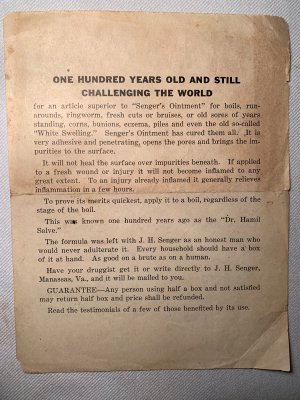 ONE HUNDRED YEARS OLD AND STILL
CHALLENGING THE WORLD
for an article superior to "Senger's Ointment" for boils, run-
arounds, ringworm, fresh cuts or bruises, or old sores of years
standing, corns, bunions, eczema, piles and even the old so-called
"White Swelling." Senger's Ointment has cured them all. It is
very adhesive and penetrating, opens the pores and brings the im-
purities to the surface.
It will not heal the surface over impurities beneath. If applied
to a fresh wound or injury it will not become inflamed to any
great extent. To an injury already inflamed it generally relieves
inflammation in a few hours.
To prove its merits quickest, apply it to a boil, regardless of the
stage of the boil.
This was known one hundred years ago as the "Dr. Hamil
Salve."
The formula was left with J. H. Senger as an honest man who
would never adulterate it. Every household should have a box
of it at hand. As good on a brute as on a human.
Have your druggist get it or write directly to J. H. Senger,
Manassas, Va., and it will be mailed to you.
GUARANTEE—Any person using half a box and not satisfied
may return half box and price shall be refunded.
Read the testimonials of a few of those benefited by its use.